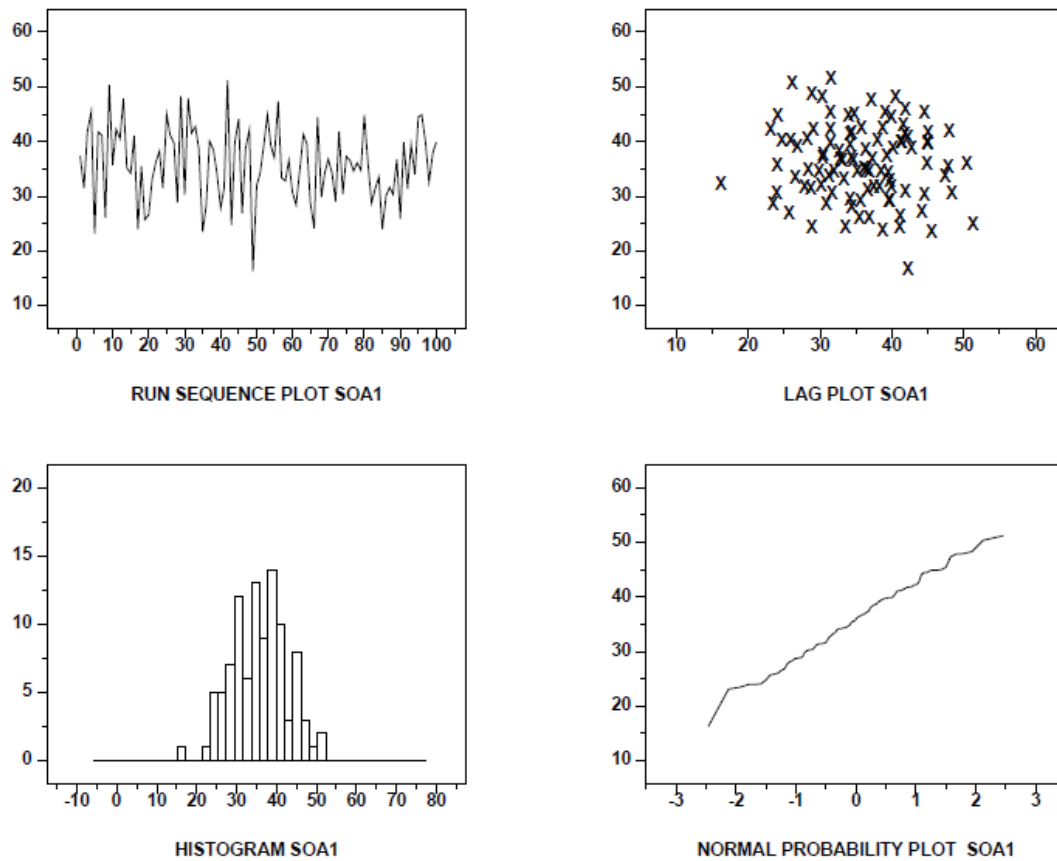 60
50
40
30
20
10
0 10 20 30 40 50 60 70 80 90 100
RUN SEQUENCE PLOT SOA1
60
50
40
30
20
10
10 20 30 40 50 60
LAG PLOT SOA1
20
15
10
5
0
-10 0 10 20 30 40 50 60 70 80
HISTOGRAM SOA1
60
50
40
30
20
10
-3 -2 -1 0 1 2 3
NORMAL PROBABILITY PLOT SOA1